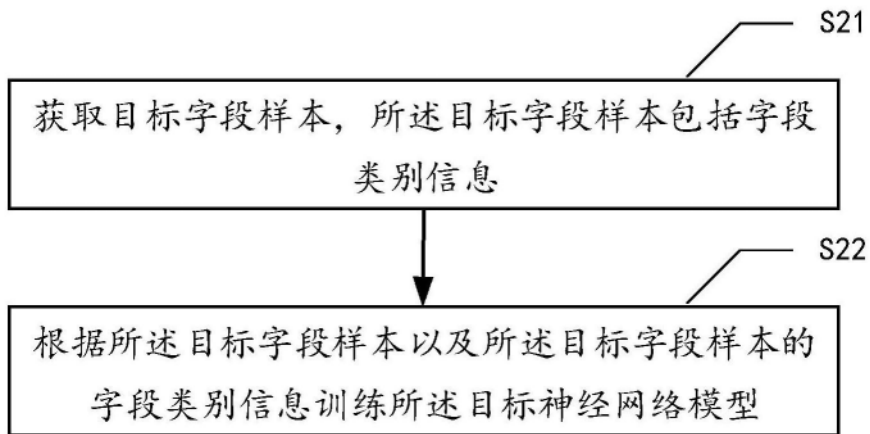 S21
获取目标字段样本，所述目标字段样本包括字段
类别信息
S22
根据所述目标字段样本以及所述目标字段样本的
字段类别信息训练所述目标神经网络模型